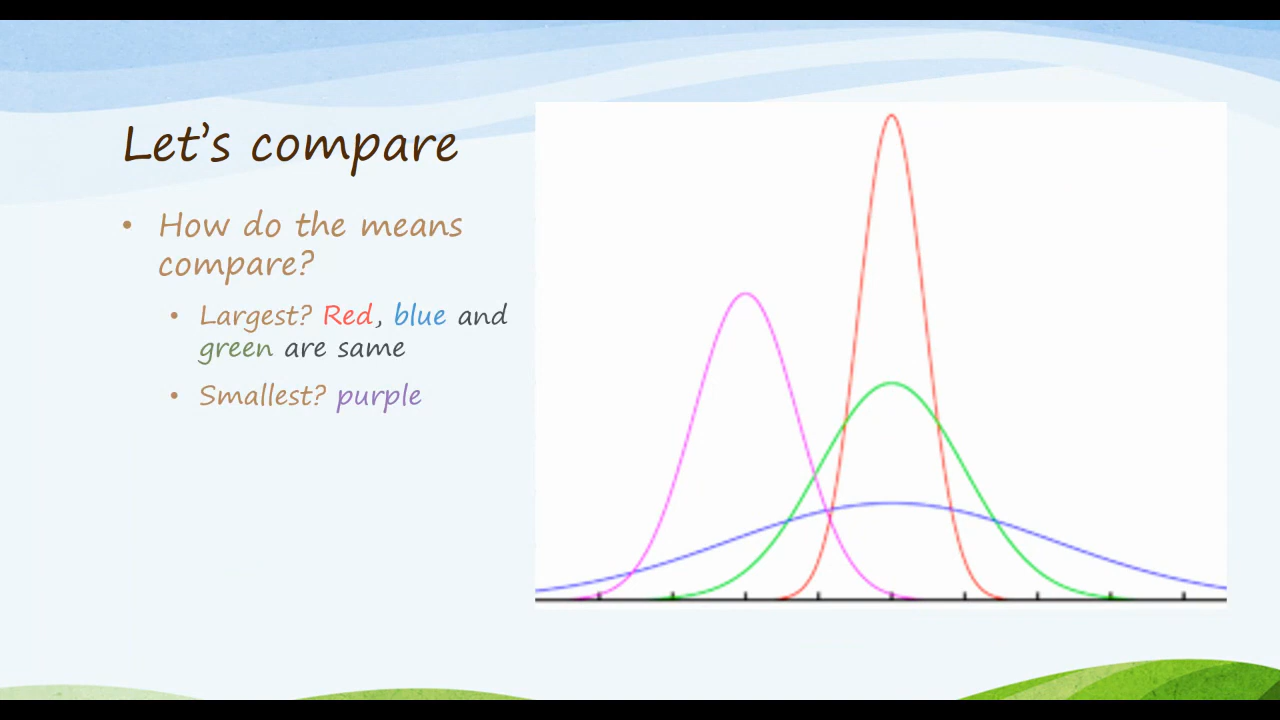 Let's compare
• How do the means
compare?
• Largest? Red, blue and
green are same
• Smallest? purple